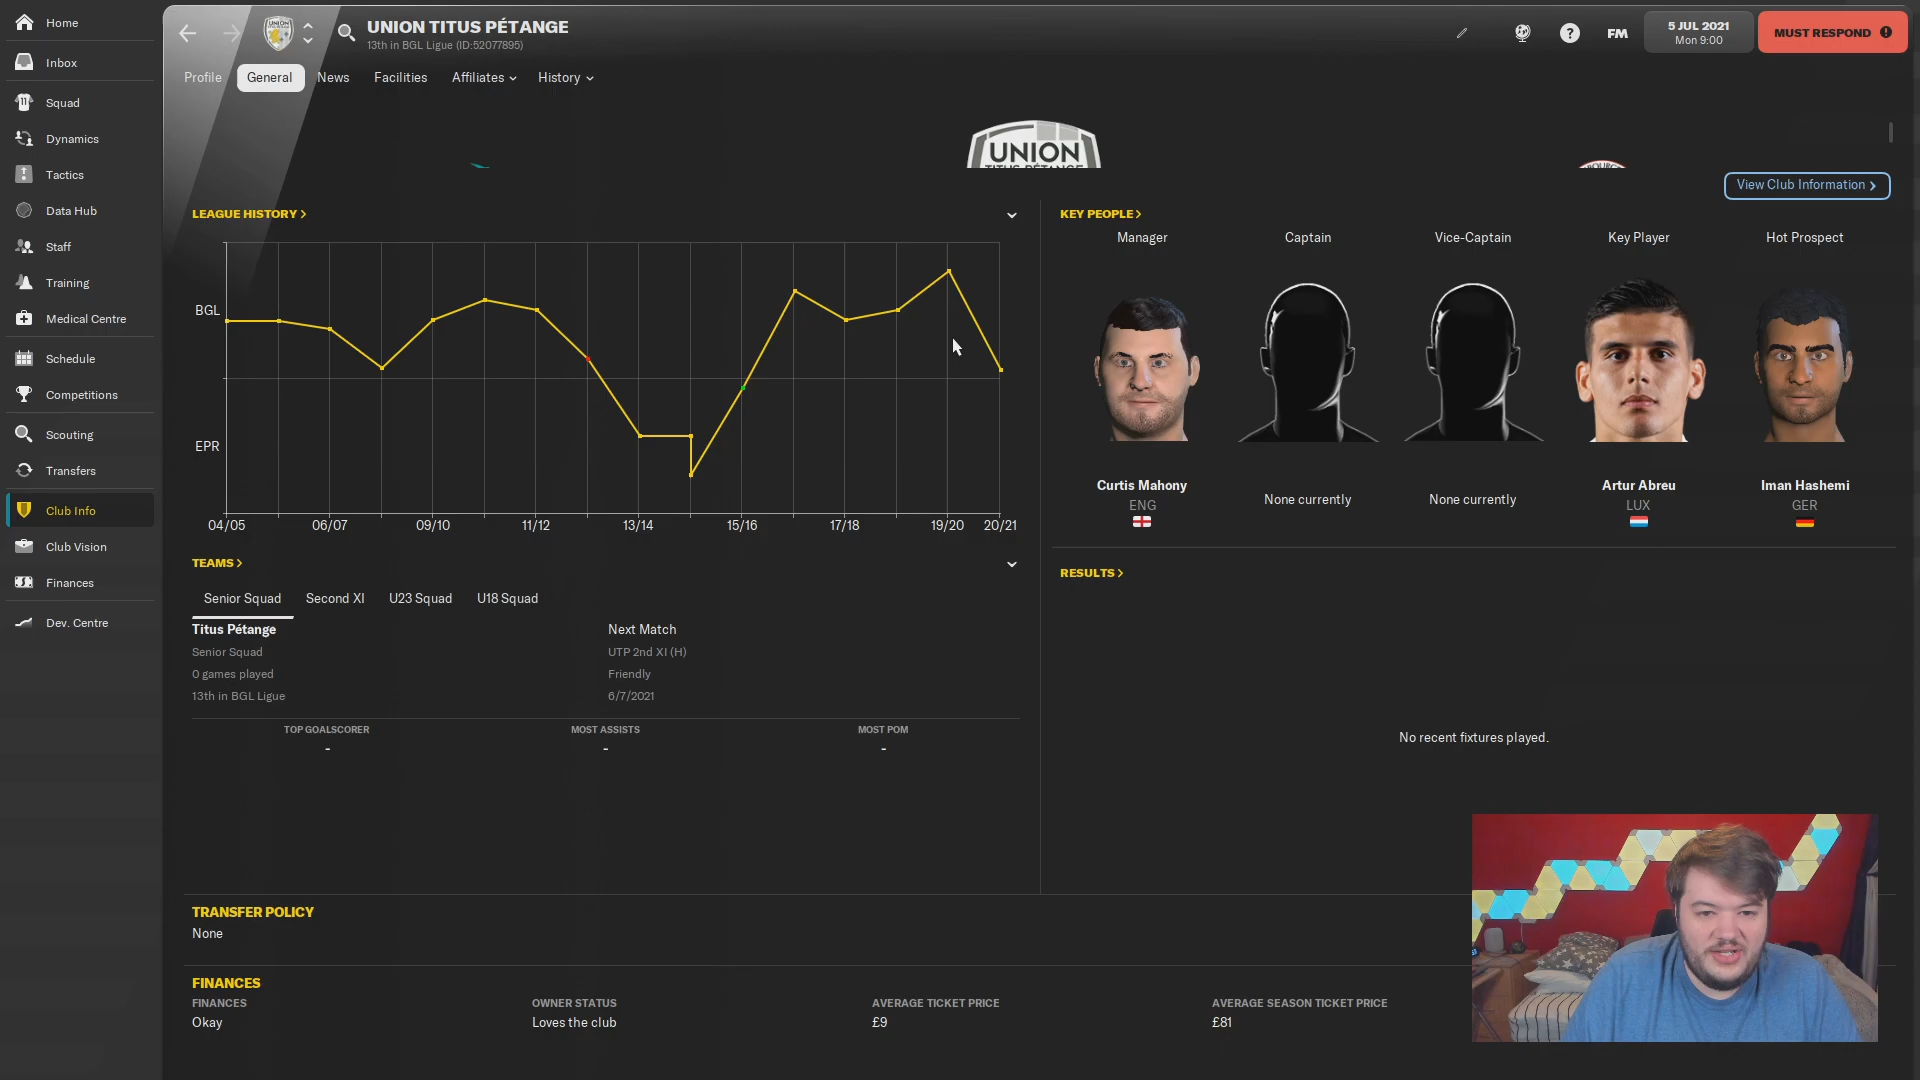 Home
Inbox
Squad
Dynamics
Tactics
Data Hub
Staff
Training
Medical Centre
Schedule
Competitions
Scouting
Transfers
Club Info
Club Vision
Finances
Dev. Centre
UNION TITUS PÉTANGE
13th in BGL Ligue (ID:52077895)
FM
5 JUL 2021
Mon 9:00
MUST RESPOND
Profile
General
News
Facilities
Affiliates
History
UNION
TITUS PÉTANGE
View Club Information
LEAGUE HISTORY
BGL
EPR
04/05
06/07
09/10
11/12
13/14
15/16
17/18
19/20
20/21
KEY PEOPLE
Manager
Captain
Vice-Captain
Key Player
Hot Prospect
Curtis Mahony
ENG
None currently
None currently
Artur Abreu
LUX
Iman Hashemi
GER
TEAMS
Senior Squad
Second XI
U23 Squad
U18 Squad
Titus Pétange
Senior Squad
0 games played
13th in BGL Ligue
Next Match
UTP 2nd XI (H)
Friendly
6/7/2021
TOP GOALSCORER
-
MOST ASSISTS
-
MOST POM
-
RESULTS
No recent fixtures played.
TRANSFER POLICY
None
FINANCES
FINANCES
Okay
OWNER STATUS
Loves the club
AVERAGE TICKET PRICE
£9
AVERAGE SEASON TICKET PRICE
£81